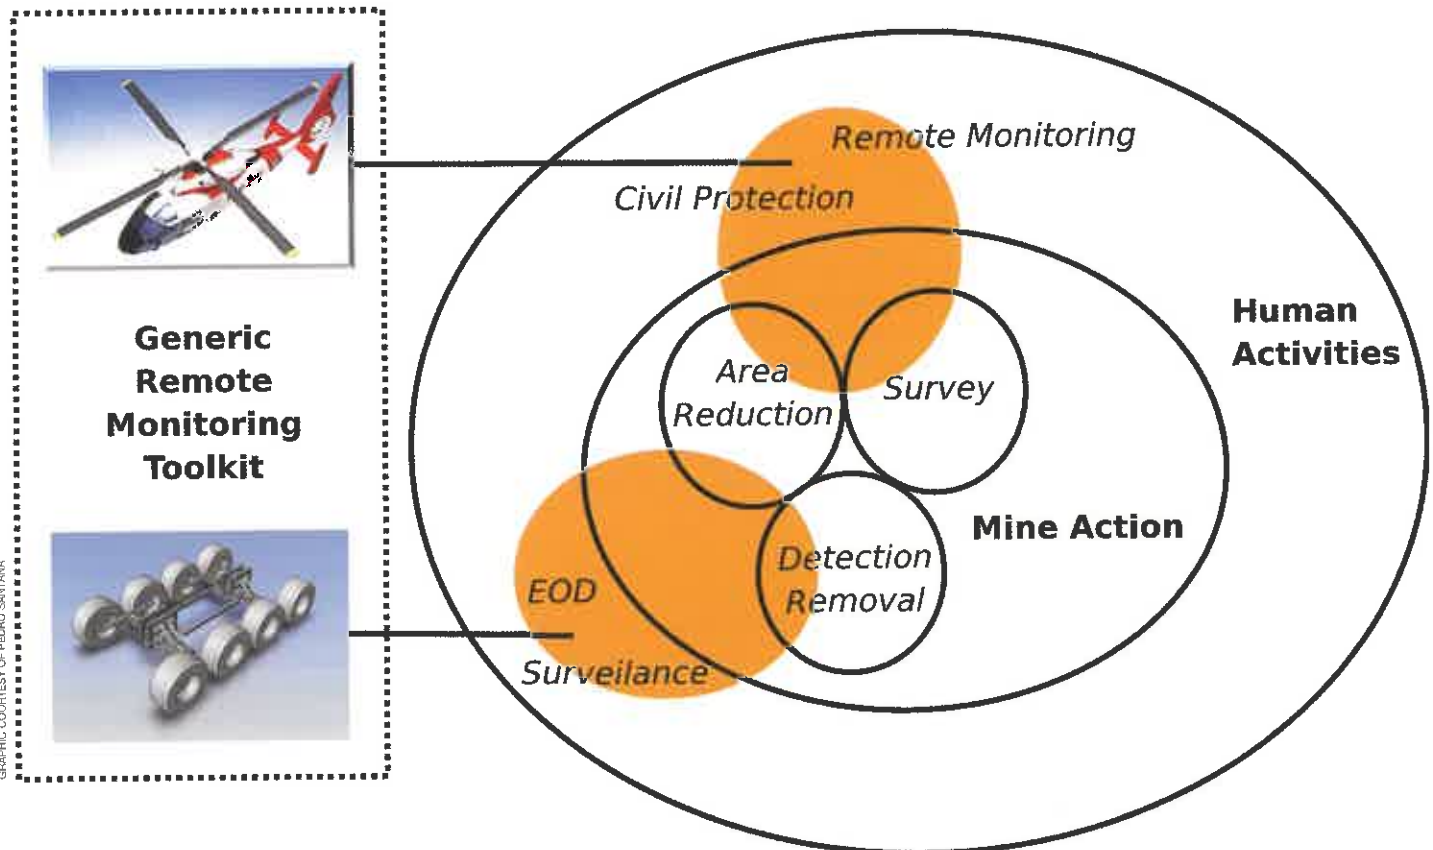 Generic
Remote
Monitoring
Toolkit
GRAPHIC COURTESY OF PEDRO SANTANA
Remote Monitoring
Civil Protection
Human
Activities
Area
Reduction
Survey
Mine Action
Detection
Removal
EOD
Surveilance